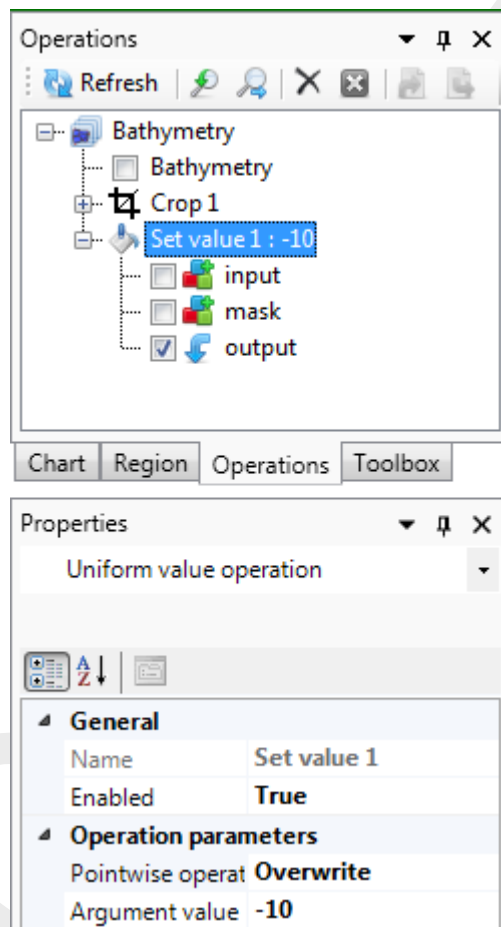 Operations
Refresh
Bathymetry
Bathymetry
Crop 1
Set value 1 : -10
input
mask
output
Chart Region Operations Toolbox
Properties
Uniform value operation
General
Name Set value 1
Enabled True
Operation parameters
Pointwise operat Overwrite
Argument value -10